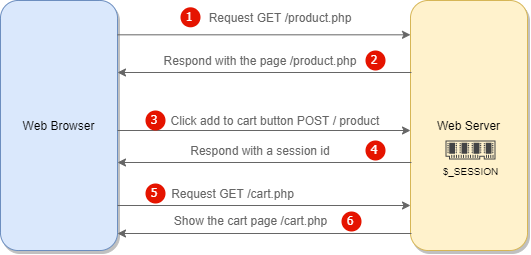 1 Request GET /product.php
Respond with the page /product.php 2
Web Browser
3 Click add to cart button POST / product
Web Server
Respond with a session id 4
$_SESSION
5 Request GET /cart.php
Show the cart page /cart.php 6